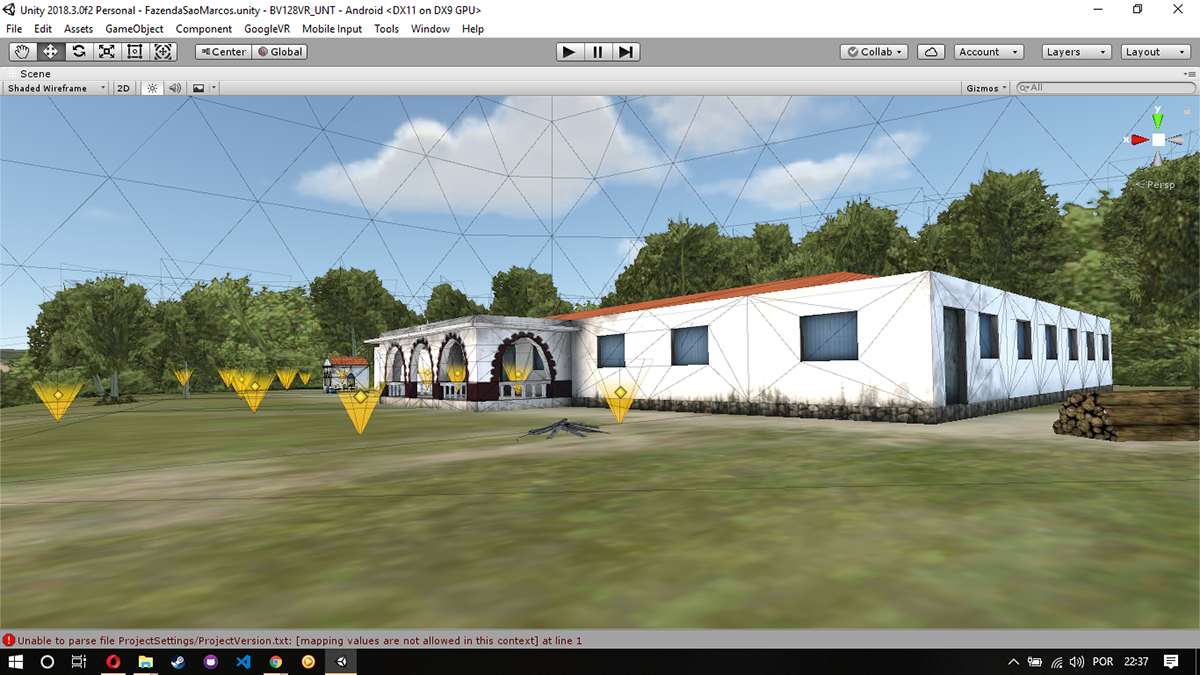 Unity 2018.3.0f2 Personal - FazendaSaoMarcos.unity - BV128VR_UNT - Android <DX11 on DX9 GPU>
File Edit Assets GameObject Component GoogleVR Mobile Input Tools Window Help
Center Global Collab Account Layers Layout
Scene
Shaded Wireframe 2D Gizmos All
y
x
Persp
Unable to parse file ProjectSettings/ProjectVersion.txt: [mapping values are not allowed in this context] at line 1
POR 22:37